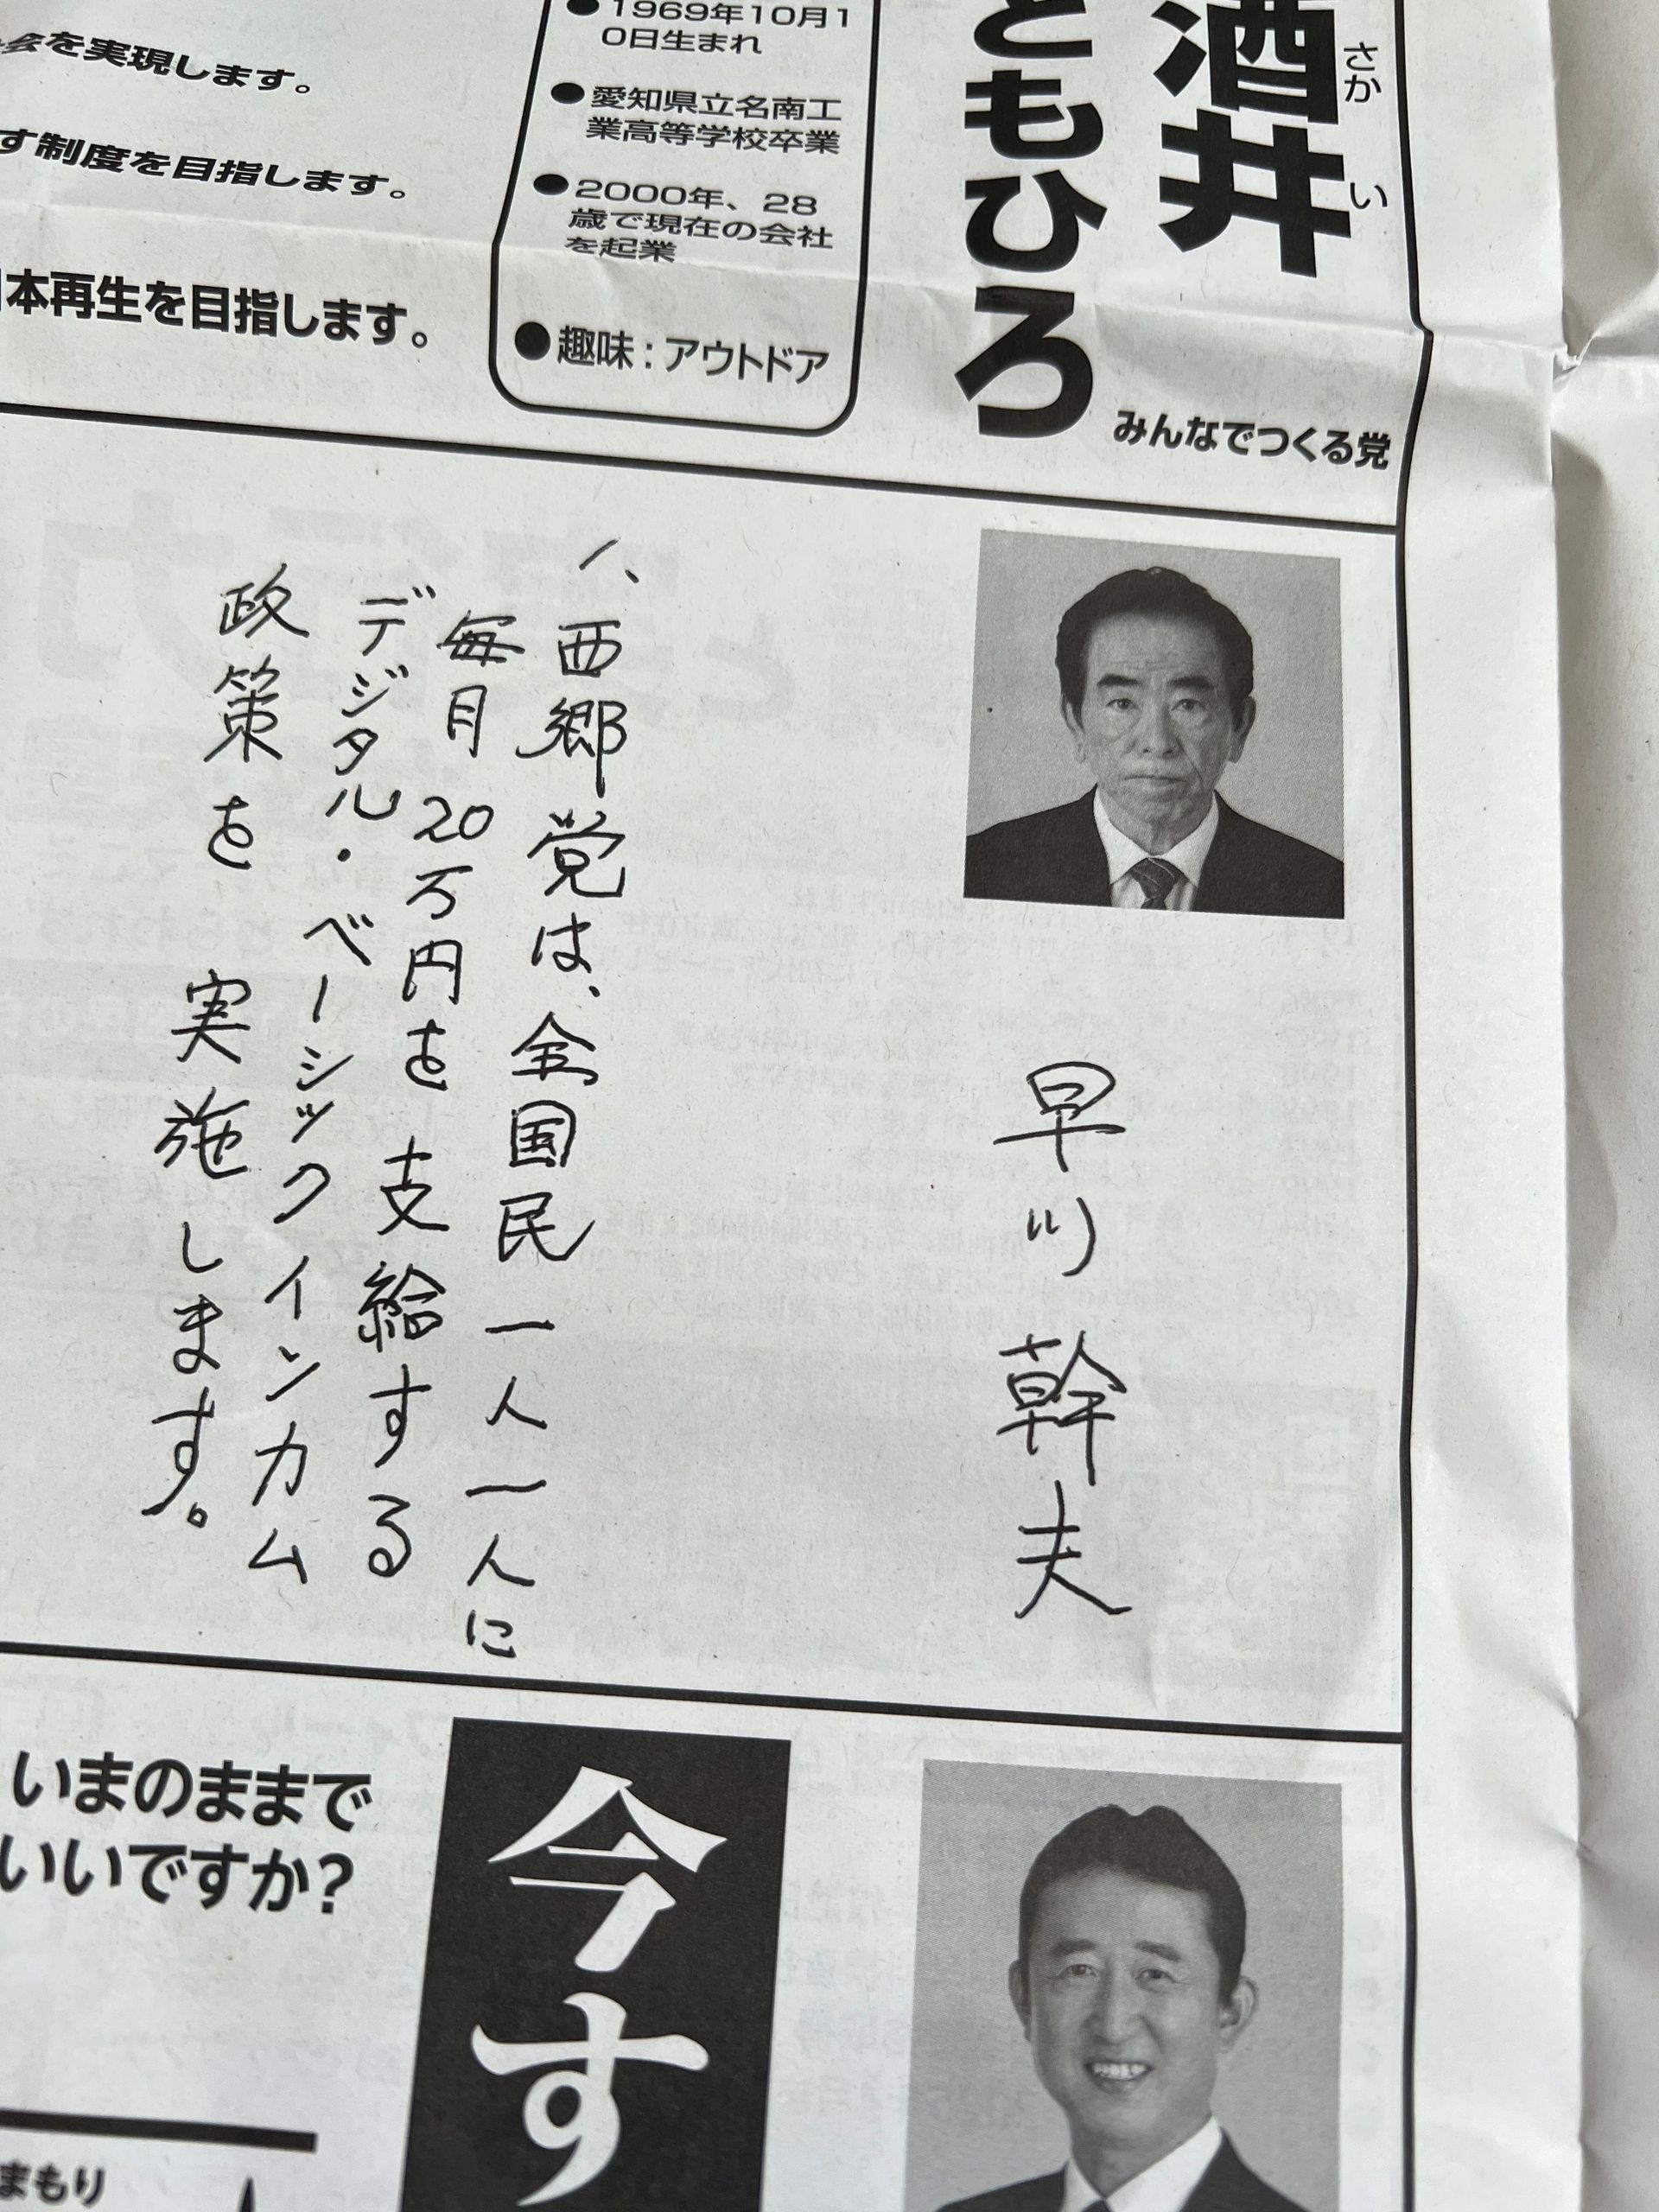 酒井
さかい
ともひろ
みんなでつくる党
●1969年10月1
0日生まれ
●愛知県立名南工
業高等学校卒業
●2000年、28
歳で現在の会社
を起業
●趣味：アウトドア
会を実現します。
す制度を目指します。
本再生を目指します。
早川幹夫
一、西郷党は、全国民一人一人に
毎月20万円を支給する
デジタル・ベーシックインカム
政策を実施します。
今す
いまのままで
いいですか？
まもり